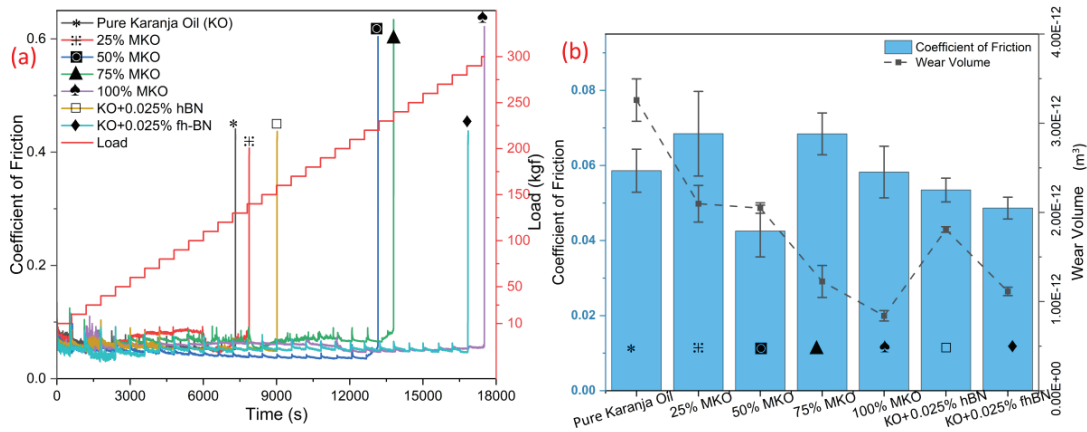 (a)
Coefficient of Friction
0.6
0.4
0.2
0.0
Pure Karanja Oil (KO)
25% MKO
50% MKO
75% MKO
100% MKO
KO+0.025% hBN
KO+0.025% fh-BN
Load
300
250
200
150
100
50
10
Load (kgf)
0
3000
6000
9000
12000
15000
18000
Time (s)
(b)
Coefficient of Friction
0.08
0.06
0.04
0.02
0.00
Coefficient of Friction
Wear Volume
4.00E-12
3.00E-12
2.00E-12
1.00E-12
0.00E+00
Wear Volume (m³)
Pure Karanja Oil
25% MKO
50% MKO
75% MKO
100% MKO
KO+0.025% hBN
KO+0.025% fhBN